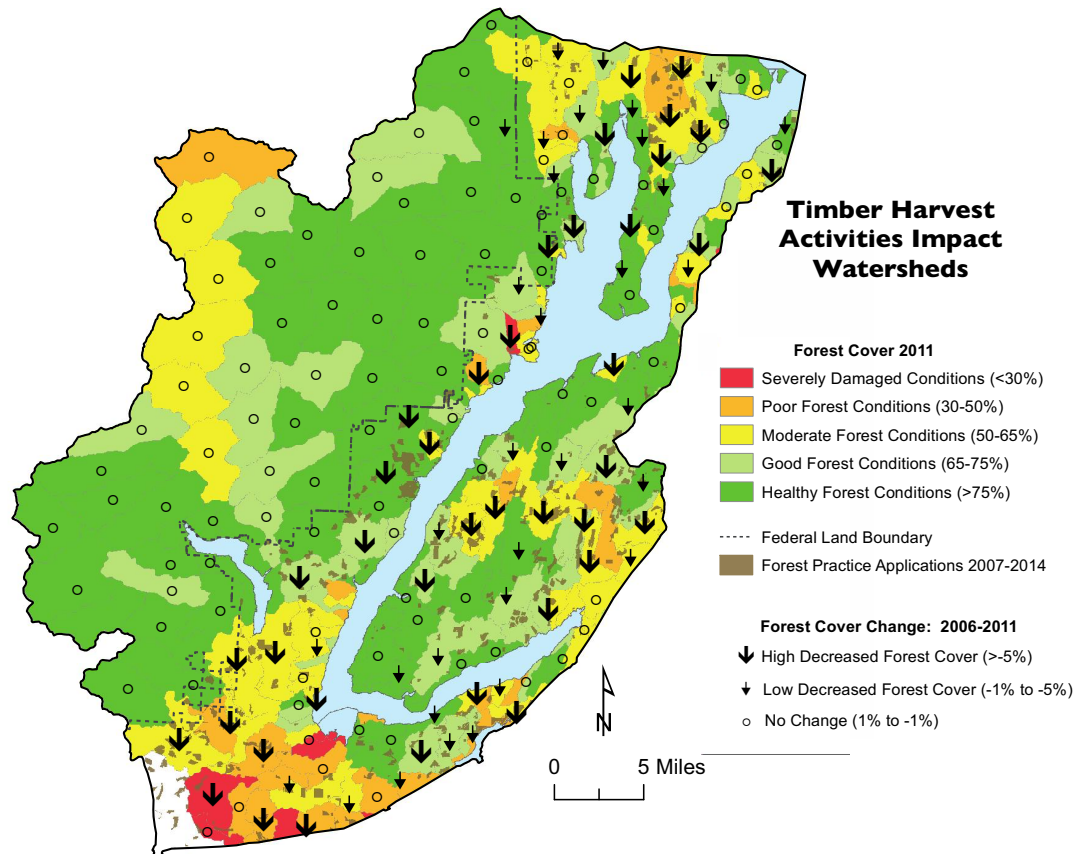 Timber Harvest
Activities Impact
Watersheds
Forest Cover 2011
Severely Damaged Conditions (<30%)
Poor Forest Conditions (30-50%)
Moderate Forest Conditions (50-65%)
Good Forest Conditions (65-75%)
Healthy Forest Conditions (>75%)
Federal Land Boundary
Forest Practice Applications 2007-2014
Forest Cover Change: 2006-2011
High Decreased Forest Cover (>-5%)
Low Decreased Forest Cover (-1% to -5%)
No Change (1% to -1%)
N
0 5 Miles